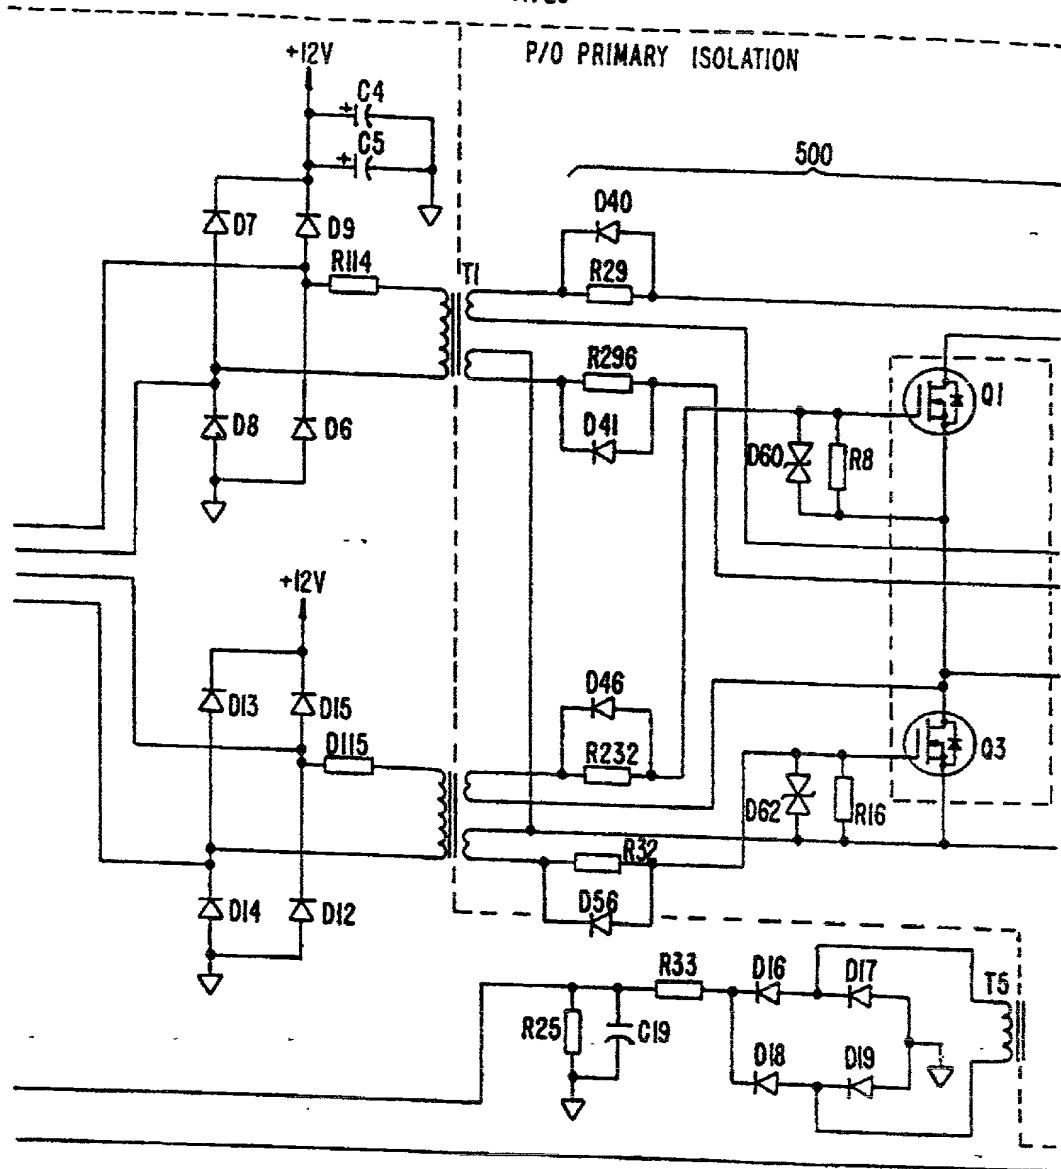 +12V
P/O PRIMARY ISOLATION
+ C4
+ C5
500
D40
D7
D9
R114
T1
R29
R296
Q1
D8
D6
D41
D60
R8
+12V
D13
D15
D115
D46
R232
Q3
D62
R16
R32
D14
D12
D56
R33
D16
D17
T5
R25
C19
D18
D19